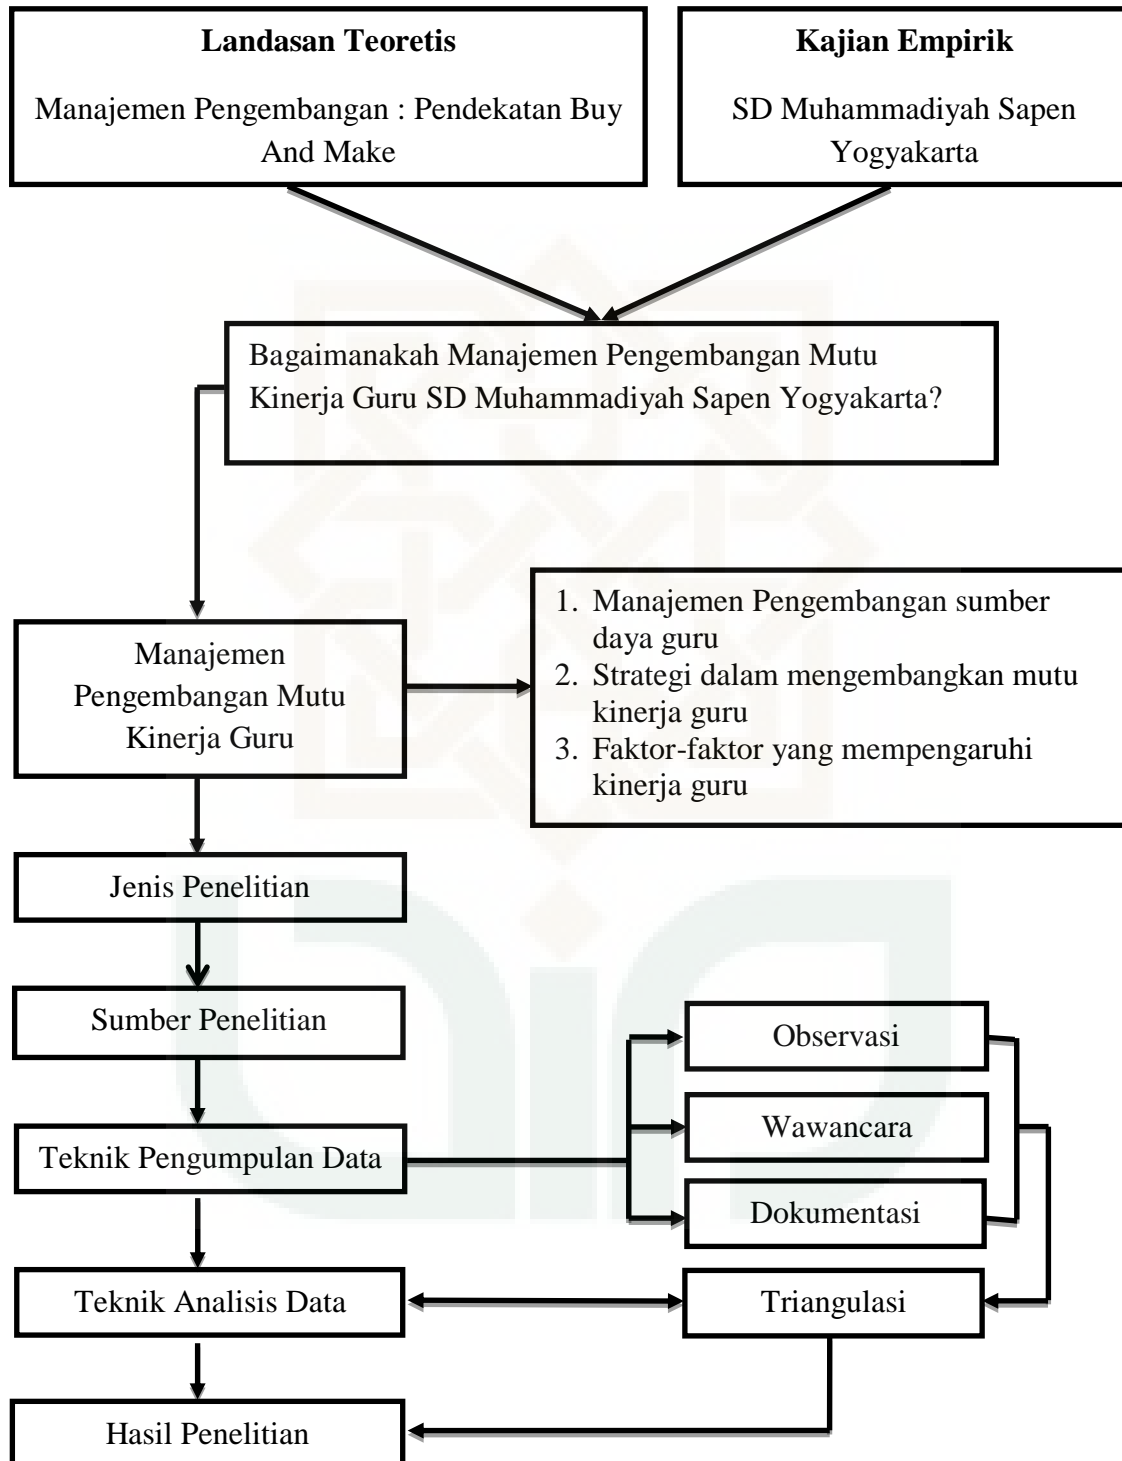 Landasan Teoretis
Manajemen Pengembangan : Pendekatan Buy
And Make
Kajian Empirik
SD Muhammadiyah Sapen
Yogyakarta
Bagaimanakah Manajemen Pengembangan Mutu
Kinerja Guru SD Muhammadiyah Sapen Yogyakarta?
Manajemen
Pengembangan Mutu
Kinerja Guru
1. Manajemen Pengembangan sumber
daya guru
2. Strategi dalam mengembangkan mutu
kinerja guru
3. Faktor-faktor yang mempengaruhi
kinerja guru
Jenis Penelitian
Sumber Penelitian
Teknik Pengumpulan Data
Observasi
Wawancara
Dokumentasi
Teknik Analisis Data
Triangulasi
Hasil Penelitian